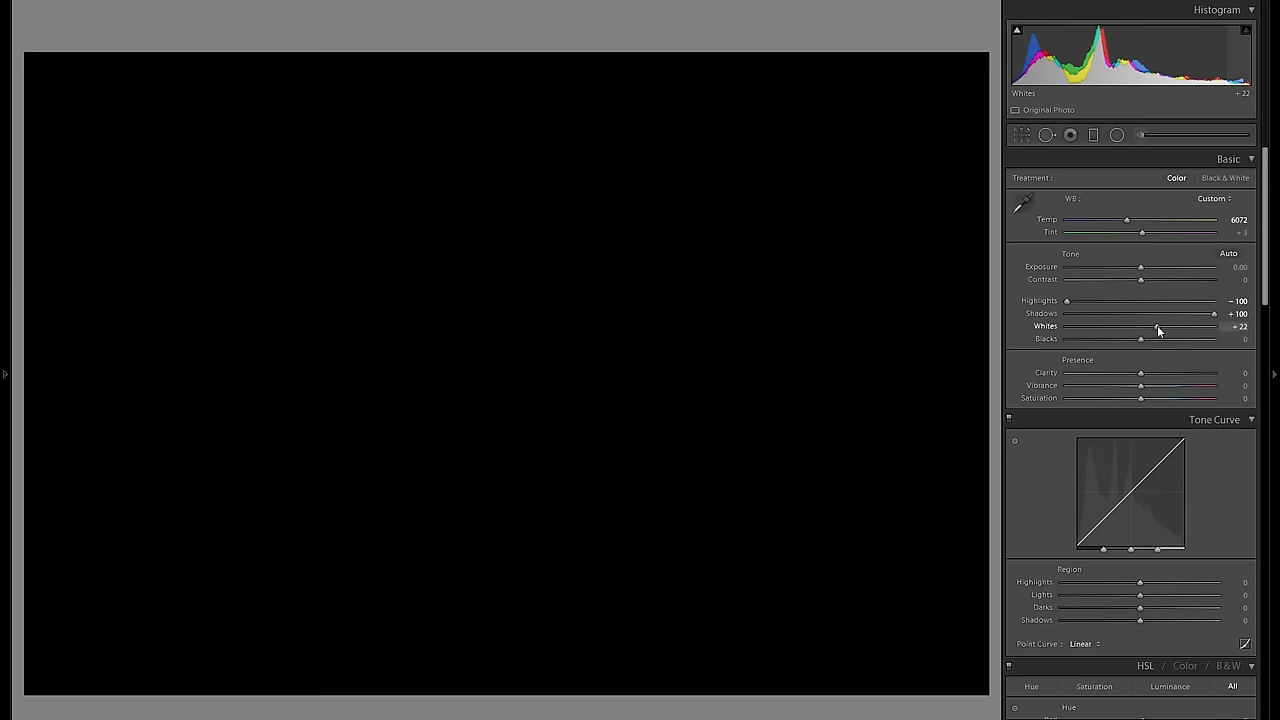 Histogram
Whites + 22
Original Photo
Basic
Treatment : Color Black & White
WB : Custom
Temp 6072
Tint + 3
Tone Auto
Exposure 0.00
Contrast 0
Highlights − 100
Shadows + 100
Whites + 22
Blacks 0
Presence
Clarity 0
Vibrance 0
Saturation 0
Tone Curve
Region
Highlights 0
Lights 0
Darks 0
Shadows 0
Point Curve : Linear
HSL / Color / B & W
Hue Saturation Luminance All
Hue